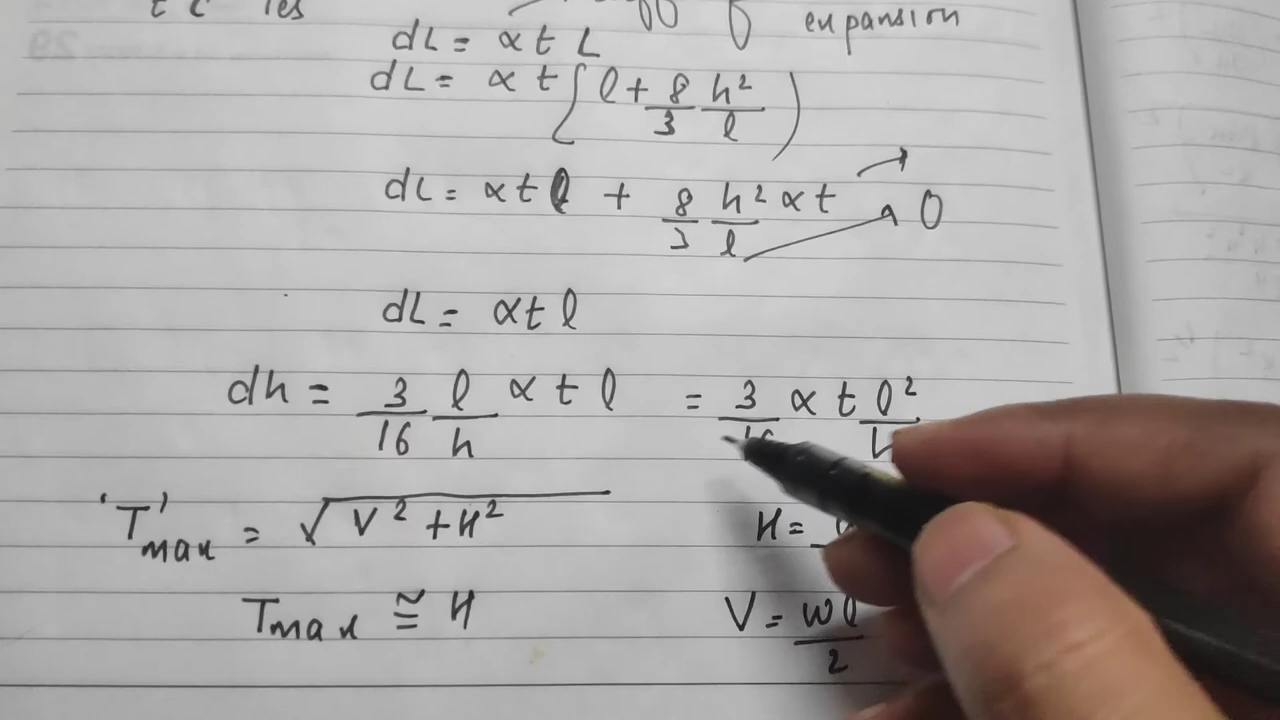 expansion
dL = α t L
dL = α t ( l + 8/3 h²/l )
dL = α t l + 8/3 h²/l α t → 0
dL = α t l
dh = 3/16 l/h α t l = 3/16 α t l²/h
'T'max = √V² + H² H =
Tmax ≅ H V = wl/2